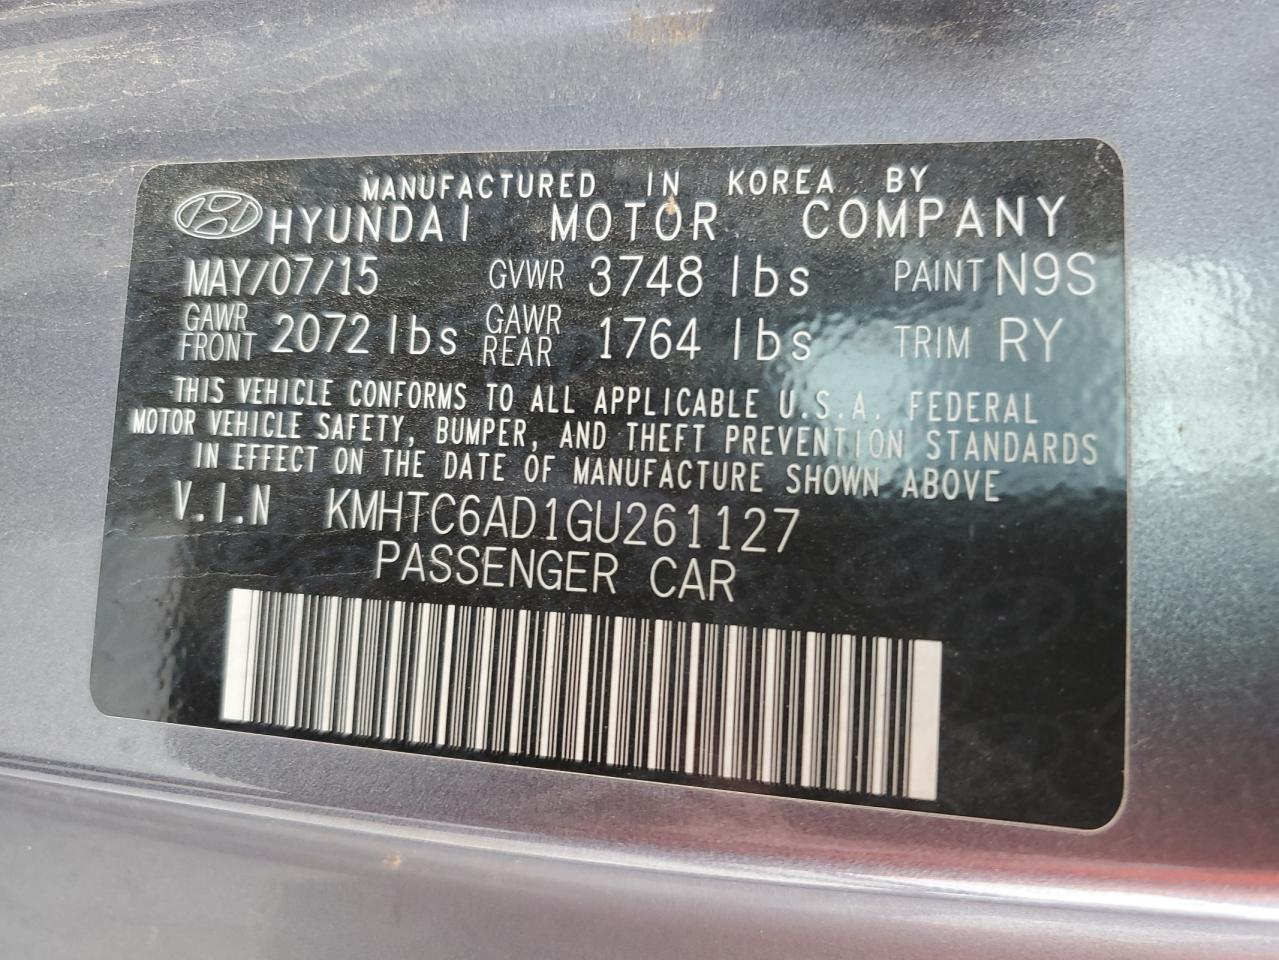 MANUFACTURED IN KOREA BY
HYUNDAI MOTOR COMPANY
MAY/07/15 GVWR 3748 lbs PAINT N9S
GAWR FRONT 2072 lbs GAWR REAR 1764 lbs TRIM RY
THIS VEHICLE CONFORMS TO ALL APPLICABLE U.S.A. FEDERAL
MOTOR VEHICLE SAFETY, BUMPER, AND THEFT PREVENTION STANDARDS
IN EFFECT ON THE DATE OF MANUFACTURE SHOWN ABOVE
V.I.N KMHTC6AD1GU261127
PASSENGER CAR